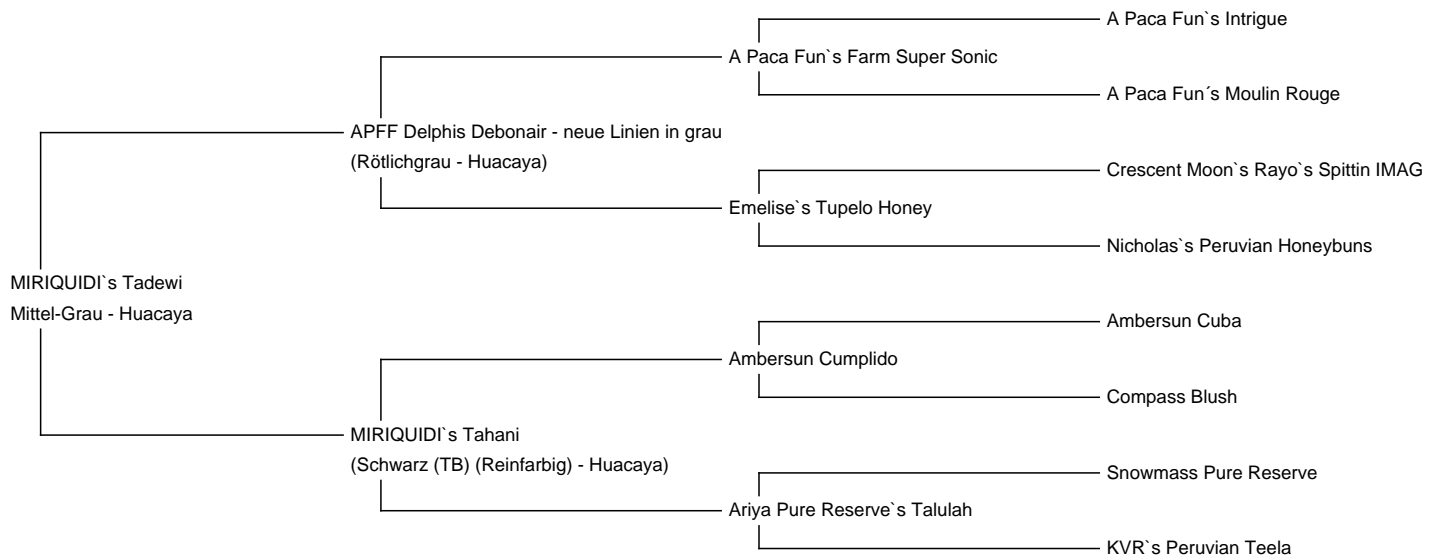 A Paca Fun`s Intrigue
A Paca Fun`s Farm Super Sonic
A Paca Fun´s Moulin Rouge
APFF Delphis Debonair - neue Linien in grau
(Rötlichgrau - Huacaya)
Crescent Moon`s Rayo`s Spittin IMAG
Emelise`s Tupelo Honey
Nicholas`s Peruvian Honeybuns
MIRIQUIDI`s Tadewi
Mittel-Grau - Huacaya
Ambersun Cuba
Ambersun Cumplido
Compass Blush
MIRIQUIDI`s Tahani
(Schwarz (TB) (Reinfarbig) - Huacaya)
Snowmass Pure Reserve
Ariya Pure Reserve`s Talulah
KVR`s Peruvian Teela